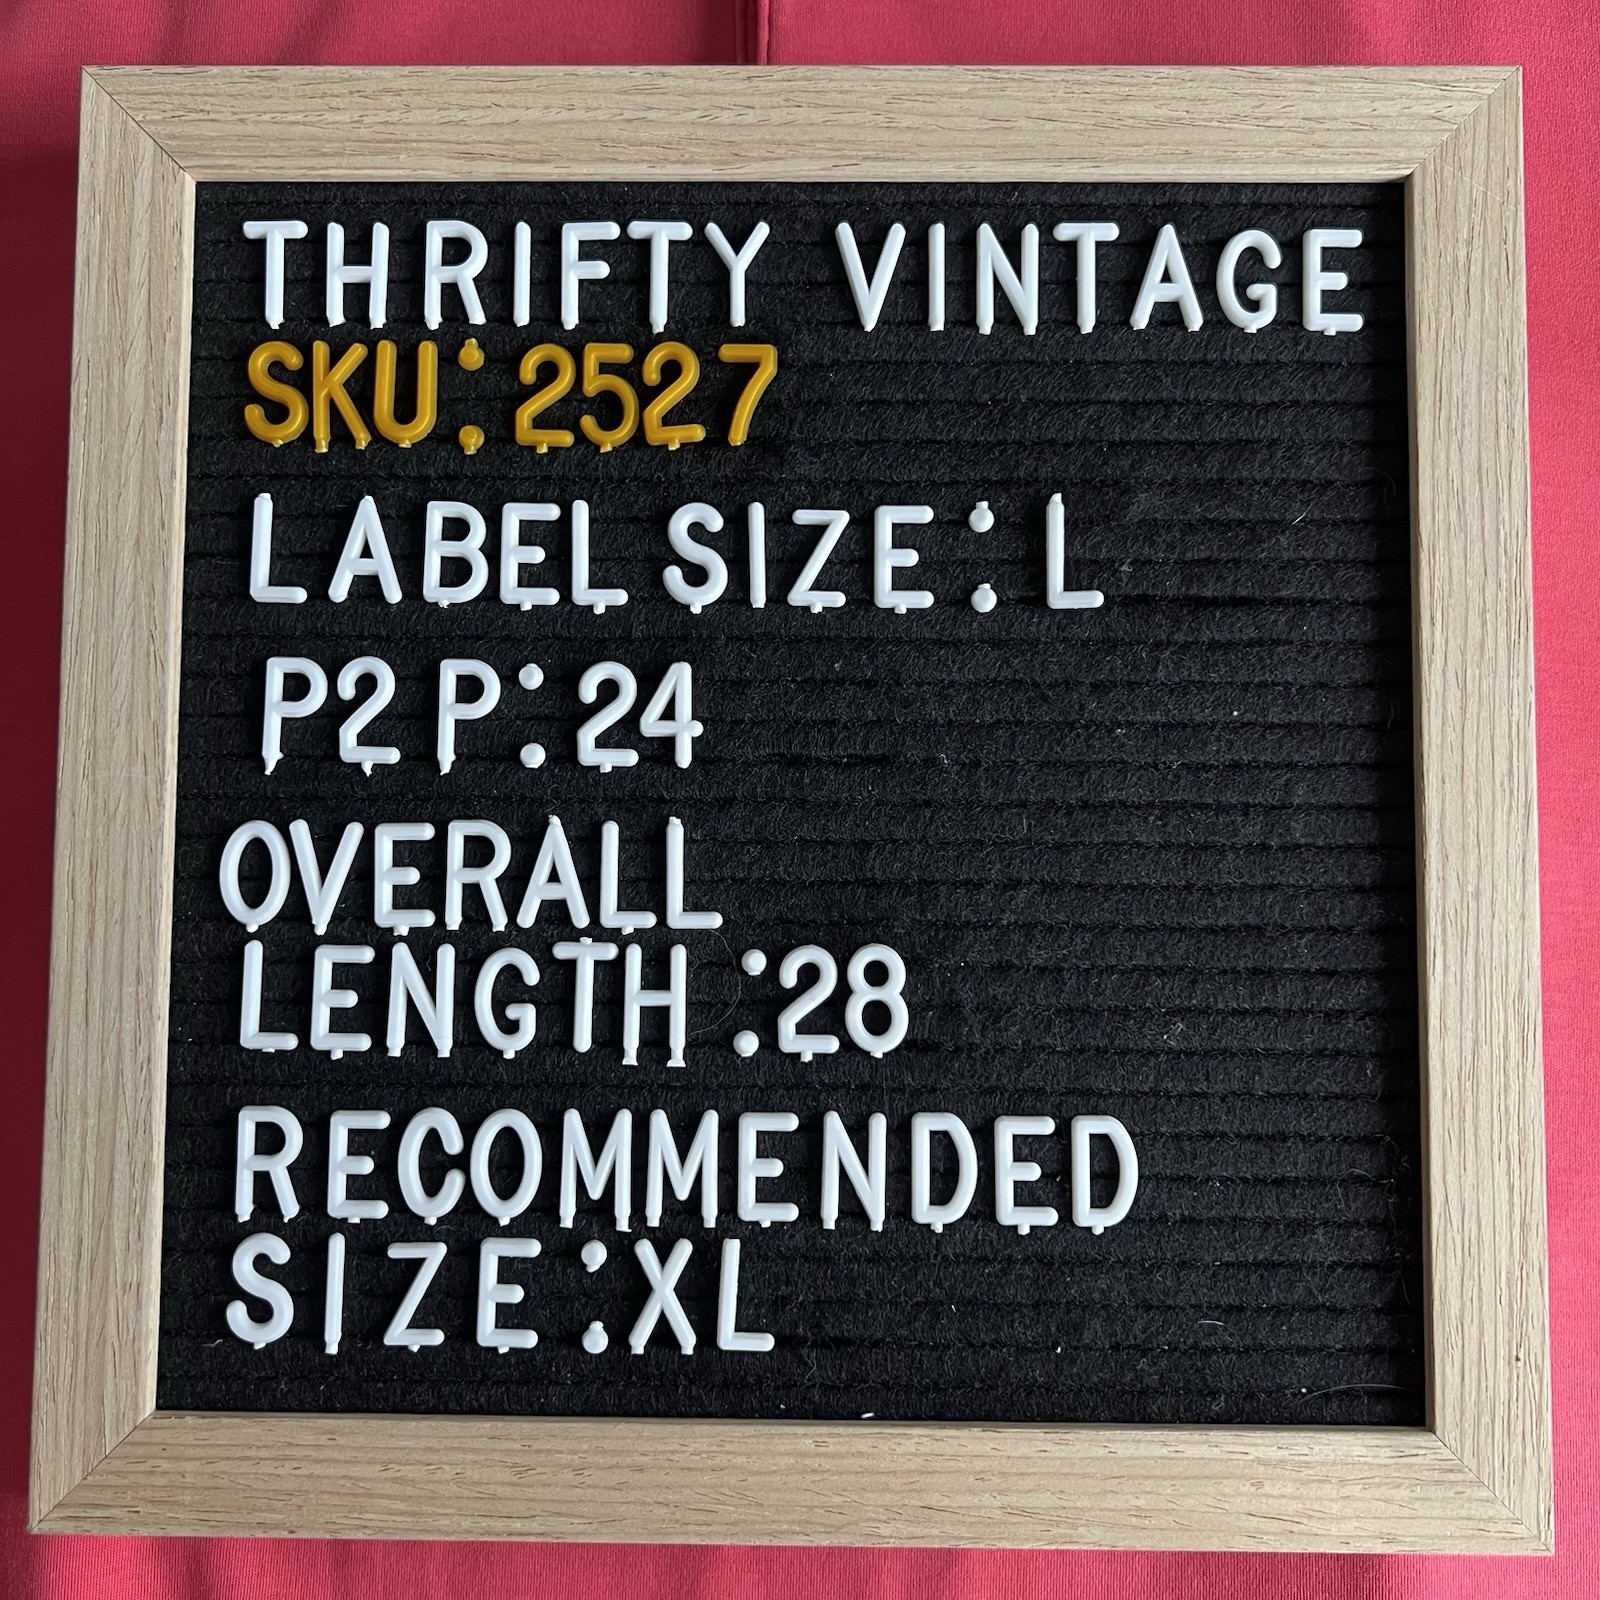 THRIFTY VINTAGE
SKU: 2527
LABEL SIZE: L
P2P: 24
OVERALL
LENGTH :28
RECOMMENDED
SIZE:XL